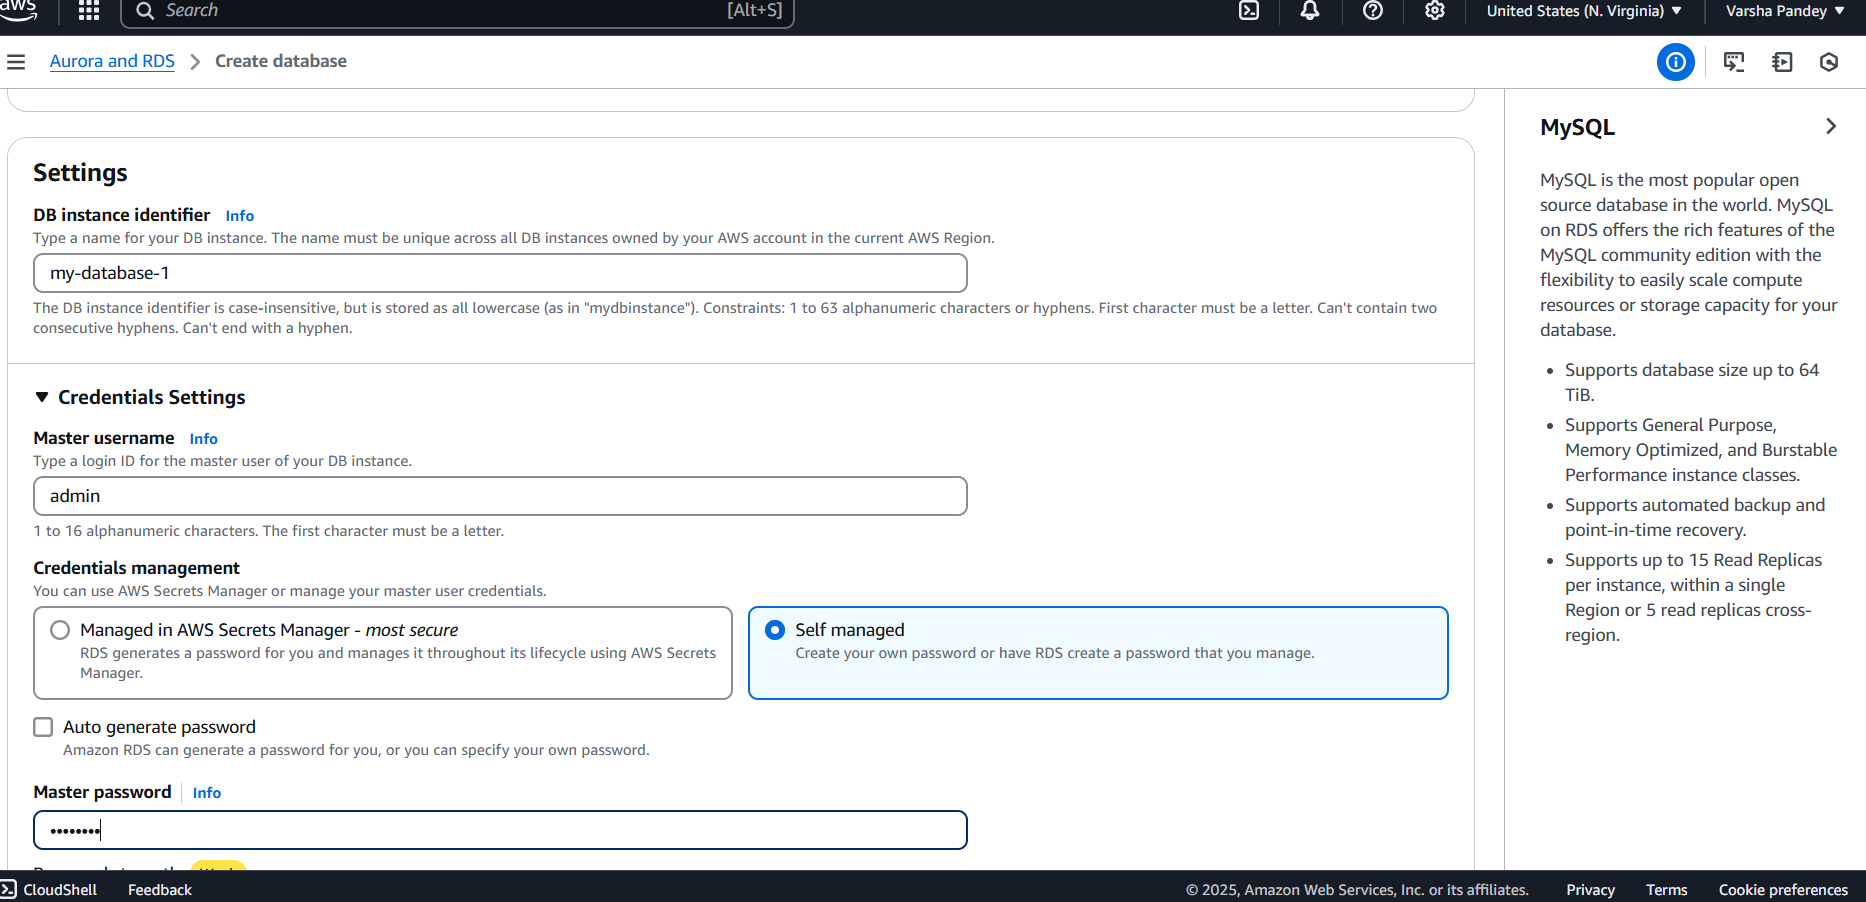 aws
Search
[Alt+S]
United States (N. Virginia) ▼
Varsha Pandey ▼
Aurora and RDS > Create database
Settings
DB instance identifier Info
Type a name for your DB instance. The name must be unique across all DB instances owned by your AWS account in the current AWS Region.
my-database-1
The DB instance identifier is case-insensitive, but is stored as all lowercase (as in "mydbinstance"). Constraints: 1 to 63 alphanumeric characters or hyphens. First character must be a letter. Can't contain two
consecutive hyphens. Can't end with a hyphen.
▼ Credentials Settings
Master username Info
Type a login ID for the master user of your DB instance.
admin
1 to 16 alphanumeric characters. The first character must be a letter.
Credentials management
You can use AWS Secrets Manager or manage your master user credentials.
Managed in AWS Secrets Manager - most secure
RDS generates a password for you and manages it throughout its lifecycle using AWS Secrets
Manager.
Self managed
Create your own password or have RDS create a password that you manage.
Auto generate password
Amazon RDS can generate a password for you, or you can specify your own password.
Master password Info
••••••••
MySQL
MySQL is the most popular open
source database in the world. MySQL
on RDS offers the rich features of the
MySQL community edition with the
flexibility to easily scale compute
resources or storage capacity for your
database.
• Supports database size up to 64
TiB.
• Supports General Purpose,
Memory Optimized, and Burstable
Performance instance classes.
• Supports automated backup and
point-in-time recovery.
• Supports up to 15 Read Replicas
per instance, within a single
Region or 5 read replicas cross-
region.
CloudShell
Feedback
© 2025, Amazon Web Services, Inc. or its affiliates.
Privacy
Terms
Cookie preferences